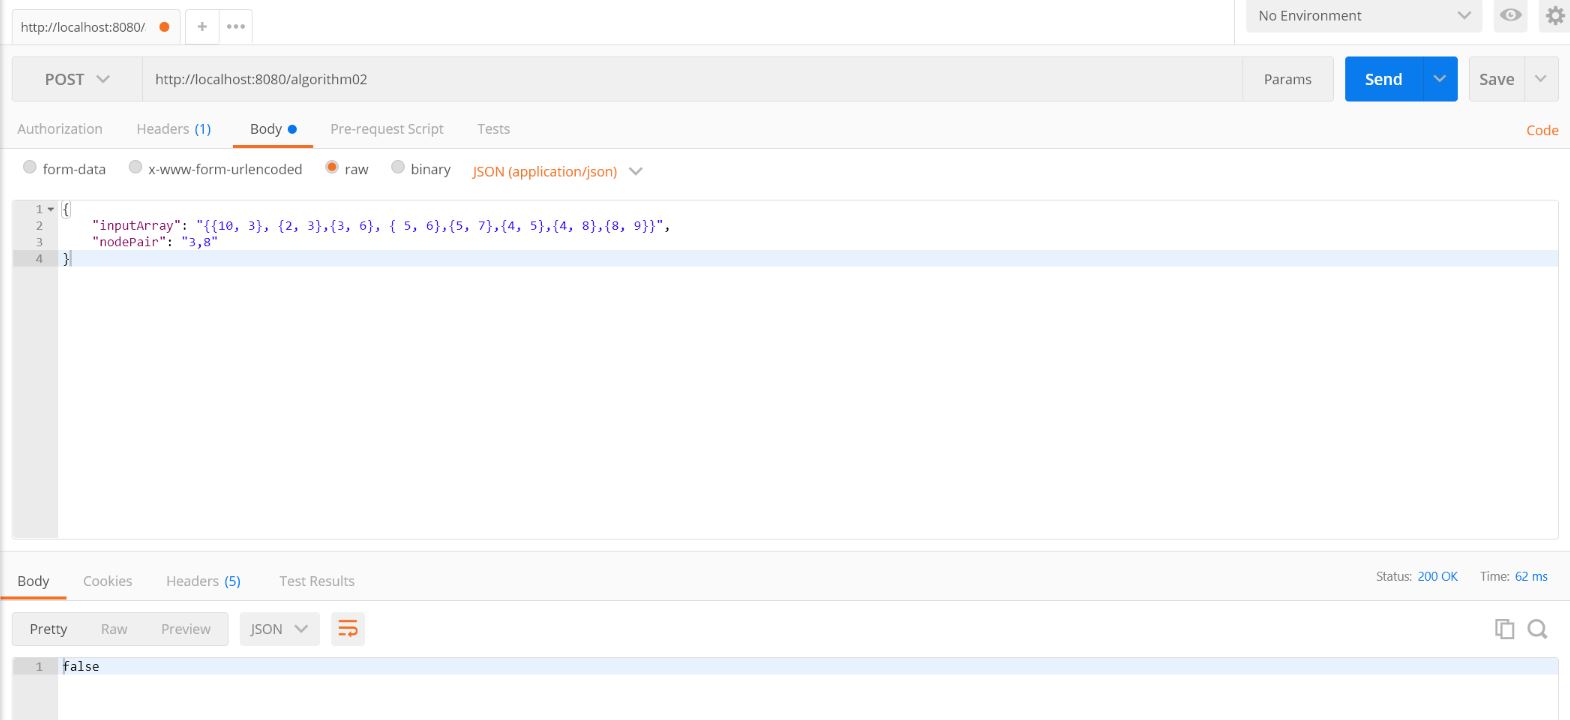 http://localhost:8080/ + ••• No Environment
POST http://localhost:8080/algorithm02 Params Send Save
Authorization Headers (1) Body Pre-request Script Tests Code
form-data x-www-form-urlencoded raw binary JSON (application/json)
1 {
2 "inputArray": "{{10, 3}, {2, 3},{3, 6}, { 5, 6},{5, 7},{4, 5},{4, 8},{8, 9}}",
3 "nodePair": "3,8"
4 }
Body Cookies Headers (5) Test Results Status: 200 OK Time: 62 ms
Pretty Raw Preview JSON
1 false